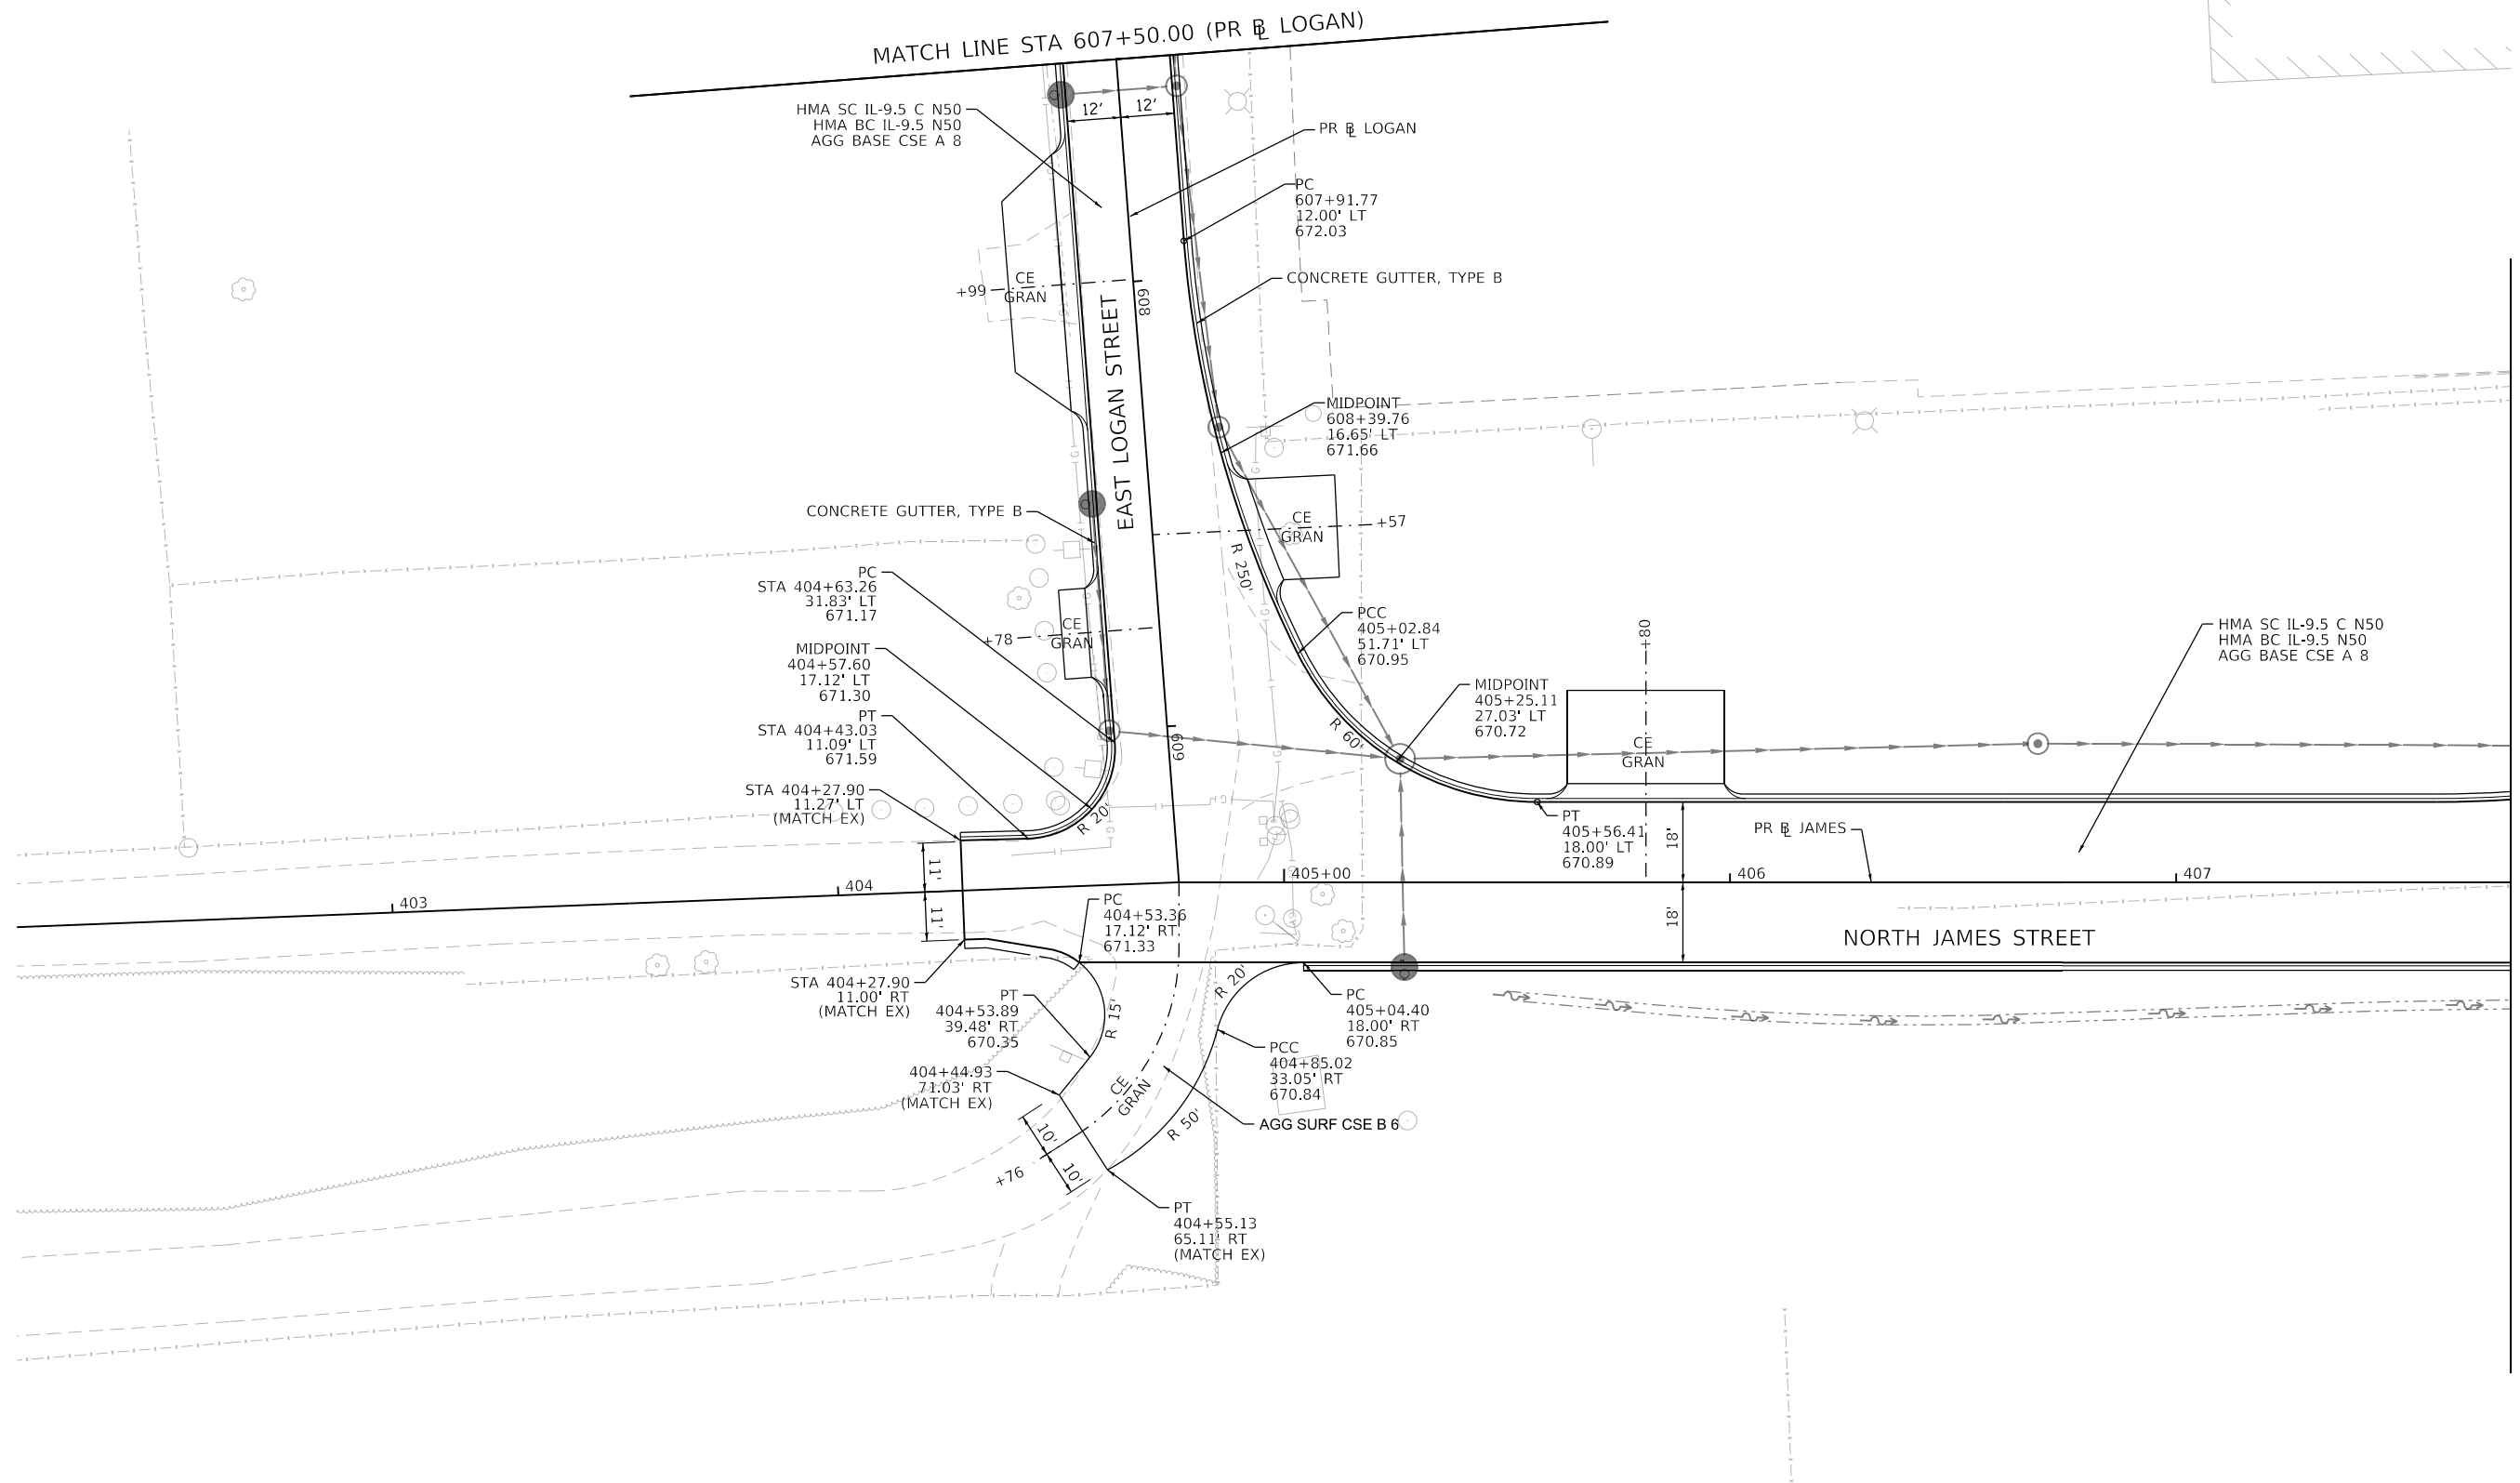 MATCH LINE STA 607+50.00 (PR BL LOGAN)
HMA SC IL-9.5 C N50
HMA BC IL-9.5 N50
AGG BASE CSE A 8
12'
12'
PR BL LOGAN
PC
607+91.77
12.00' LT
672.03
CONCRETE GUTTER, TYPE B
+99
CE
GRAN
608
EAST LOGAN STREET
MIDPOINT
608+39.76
16.65' LT
671.66
CONCRETE GUTTER, TYPE B
CE
GRAN
+57
R 250'
PC
STA 404+63.26
31.83' LT
671.17
+78
CE
GRAN
PCC
405+02.84
51.71' LT
670.95
+80
HMA SC IL-9.5 C N50
HMA BC IL-9.5 N50
AGG BASE CSE A 8
MIDPOINT
404+57.60
17.12' LT
671.30
MIDPOINT
405+25.11
27.03' LT
670.72
PT
STA 404+43.03
11.09' LT
671.59
609
R 60'
CE
GRAN
STA 404+27.90
11.27' LT
(MATCH EX)
R 20'
PT
405+56.41
18.00' LT
670.89
18'
PR BL JAMES
11'
403
404
405+00
406
407
11'
18'
PC
404+53.36
17.12' RT
671.33
NORTH JAMES STREET
STA 404+27.90
11.00' RT
(MATCH EX)
PT
404+53.89
39.48' RT
670.35
R 15'
R 20'
PC
405+04.40
18.00' RT
670.85
404+44.93
71.03' RT
(MATCH EX)
CE
GRAN
PCC
404+85.02
33.05' RT
670.84
R 50'
AGG SURF CSE B 6
10'
10'
+76
PT
404+55.13
65.11' RT
(MATCH EX)